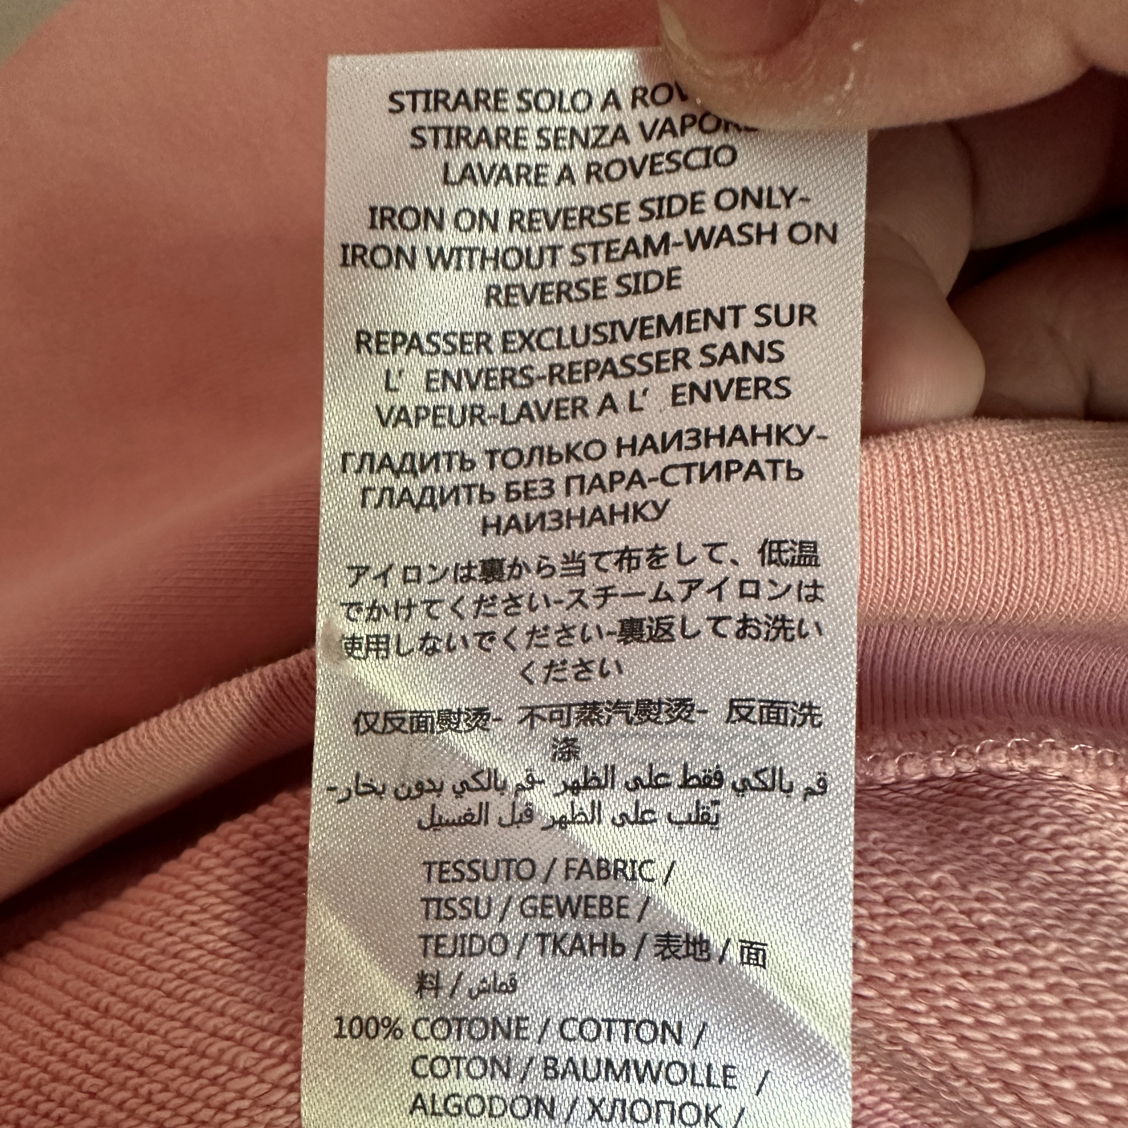 STIRARE SOLO A
STIRARE SENZA VAPORE
LAVARE A ROVESCIO
IRON ON REVERSE SIDE ONLY-
IRON WITHOUT STEAM-WASH ON
REVERSE SIDE
REPASSER EXCLUSIVEMENT SUR
L' ENVERS-REPASSER SANS
VAPEUR-LAVER A L' ENVERS
ГЛАДИТЬ ТОЛЬКО НАИЗНАНКУ-
ГЛАДИТЬ БЕЗ ПАРА-СТИРАТЬ
НАИЗНАНКУ
アイロンは裏から当て布をして、低温
でかけてください-スチームアイロンは
使用しないでください-裏返してお洗い
ください
仅反面熨烫- 不可蒸汽熨烫- 反面洗
涤
قم بالكي فقط على الظهر -قم بالكي بدون بخار-
يّقلب على الظهر قبل الغسيل
TESSUTO / FABRIC /
TISSU / GEWEBE /
TEJIDO / ТКАНЬ / 表地 / 面
料 / قماش
100% COTONE / COTTON /
COTON / BAUMWOLLE /
ALGODON / ХЛОПОК /